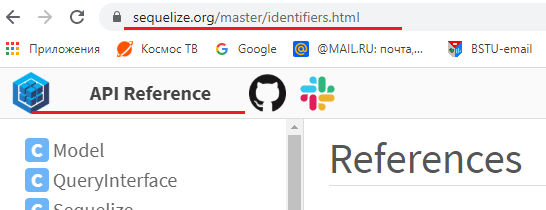 sequelize.org/master/identifiers.html
Приложения Космос ТВ Google @MAIL.RU: почта,... BSTU-email
API Reference
C Model
References
C QueryInterface
C Sequelize